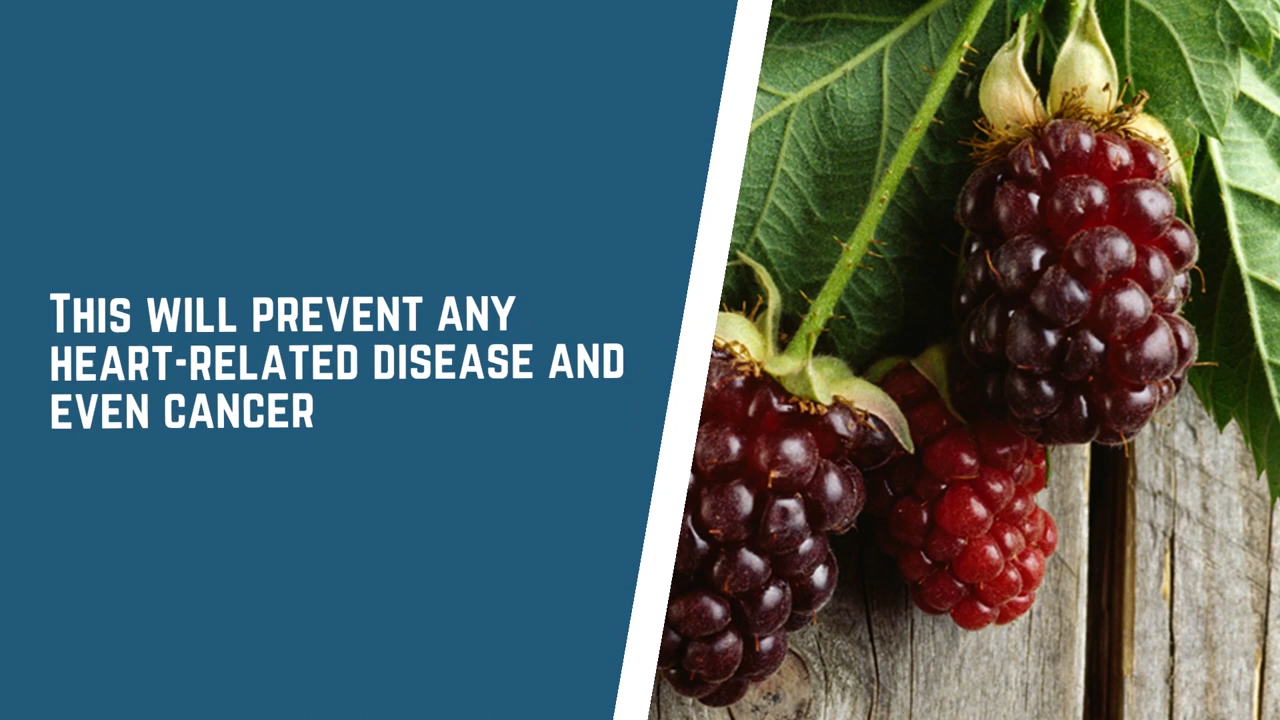 This will prevent any
heart-related disease and
even cancer